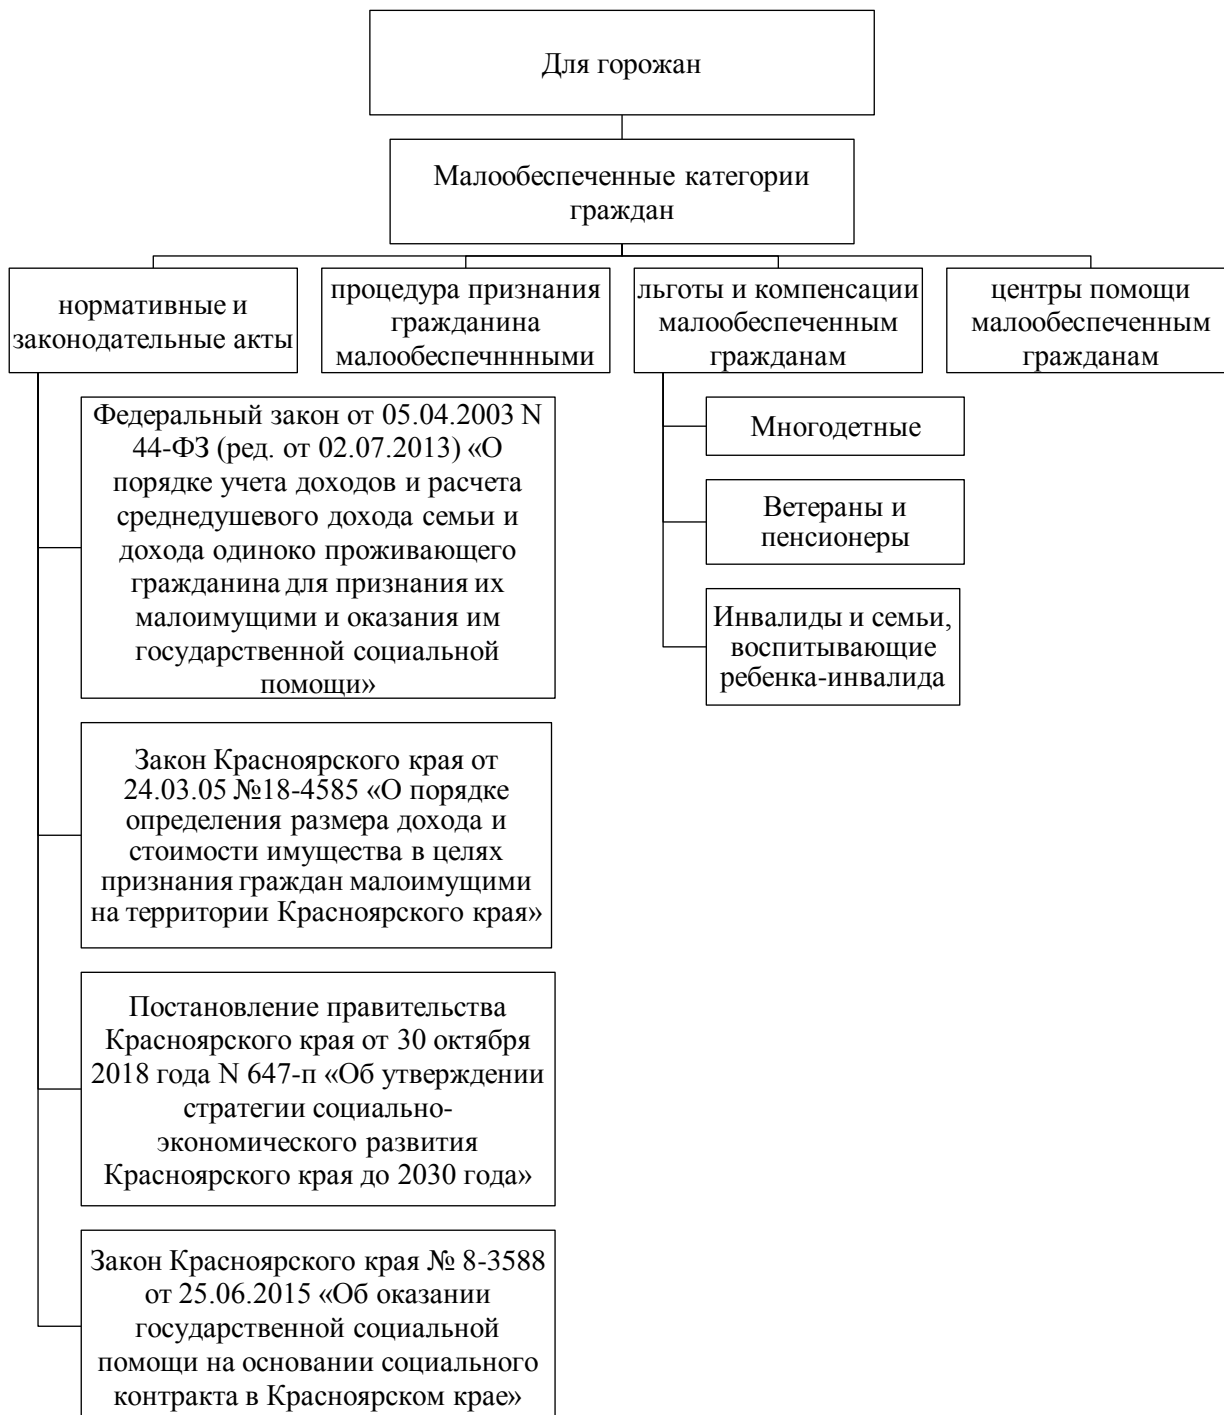 Для горожан
Малообеспеченные категории
граждан
нормативные и
законодательные акты
процедура признания
гражданина
малообеспечнннными
льготы и компенсации
малообеспеченным
гражданам
центры помощи
малообеспеченным
гражданам
Федеральный закон от 05.04.2003 N
44-ФЗ (ред. от 02.07.2013) «О
порядке учета доходов и расчета
среднедушевого дохода семьи и
дохода одиноко проживающего
гражданина для признания их
малоимущими и оказания им
государственной социальной
помощи»
Закон Красноярского края от
24.03.05 №18-4585 «О порядке
определения размера дохода и
стоимости имущества в целях
признания граждан малоимущими
на территории Красноярского края»
Постановление правительства
Красноярского края от 30 октября
2018 года N 647-п «Об утверждении
стратегии социально-
экономического развития
Красноярского края до 2030 года»
Закон Красноярского края № 8-3588
от 25.06.2015 «Об оказании
государственной социальной
помощи на основании социального
контракта в Красноярском крае»
Многодетные
Ветераны и
пенсионеры
Инвалиды и семьи,
воспитывающие
ребенка-инвалида